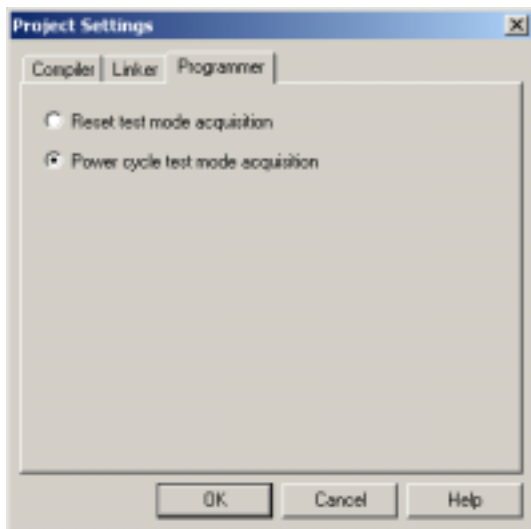 Project Settings
Compiler Linker Programmer
Reset test mode acquisition
Power cycle test mode acquisition
OK Cancel Help